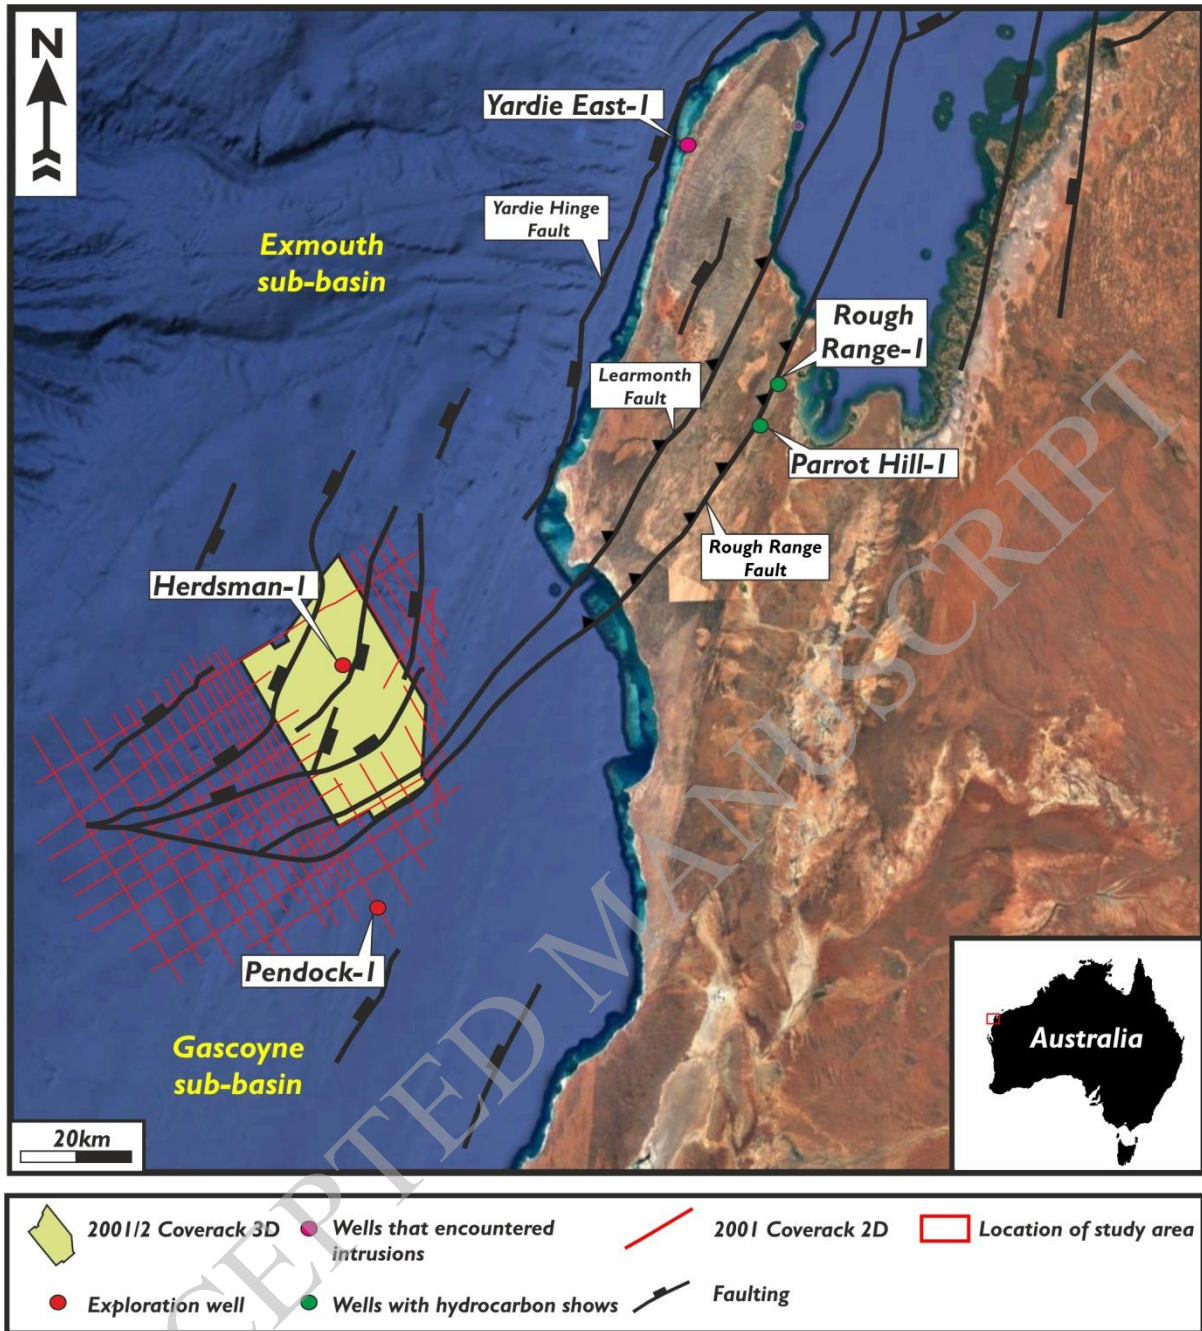 N
Yardie East-1
Yardie Hinge
Fault
Exmouth
sub-basin
Rough
Range-1
Learmonth
Fault
Parrot Hill-1
Rough Range
Fault
Herdsman-1
Pendock-1
Gascoyne
sub-basin
Australia
20km
ACCEPTED MANUSCRIPT
2001/2 Coverack 3D
Wells that encountered
intrusions
2001 Coverack 2D
Location of study area
Exploration well
Wells with hydrocarbon shows
Faulting